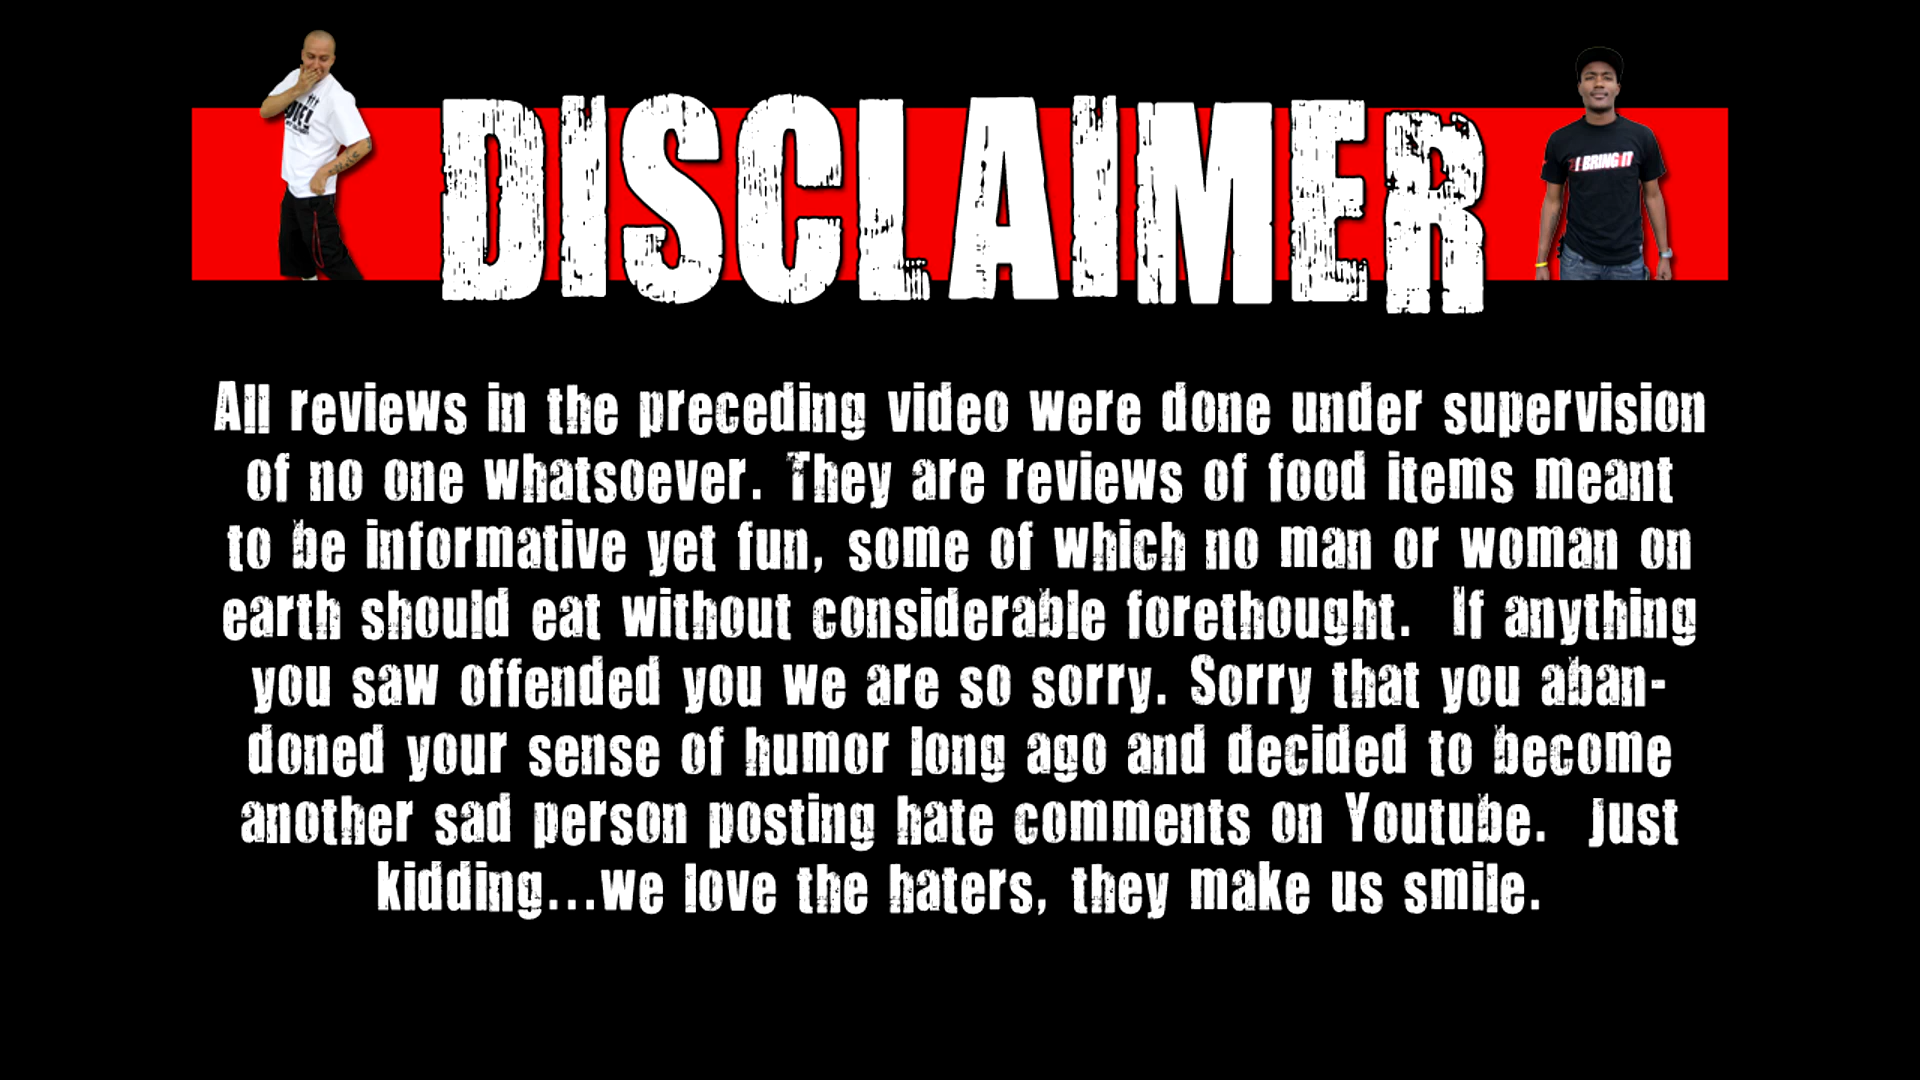 DISCLAIMER
DIET
I BRING IT
All reviews in the preceding video were done under supervision
of no one whatsoever. They are reviews of food items meant
to be informative yet fun, some of which no man or woman on
earth should eat without considerable forethought. If anything
you saw offended you we are so sorry. Sorry that you aban-
doned your sense of humor long ago and decided to become
another sad person posting hate comments on Youtube. Just
kidding...we love the haters, they make us smile.